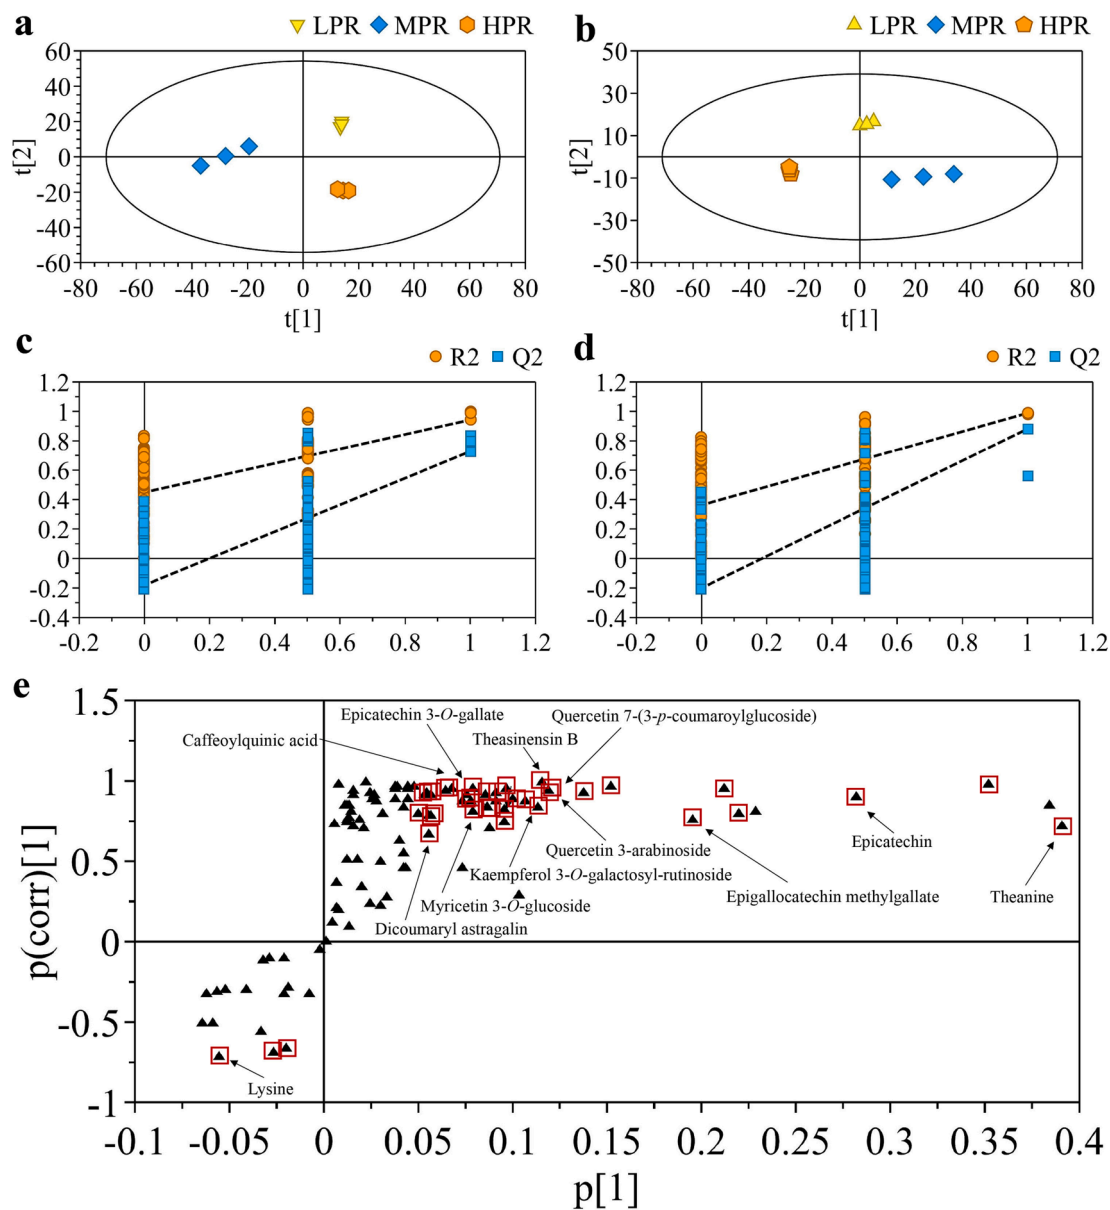 a
LPR MPR HPR
60
40
20
0
-20
-40
-60
t[2]
-80 -60 -40 -20 0 20 40 60 80
t[1]
b
LPR MPR HPR
50
30
10
-10
-30
-50
t[2]
-80 -60 -40 -20 0 20 40 60 80
t[1]
c
R2 Q2
1.2
1
0.8
0.6
0.4
0.2
0
-0.2
-0.4
-0.2 0 0.2 0.4 0.6 0.8 1 1.2
d
R2 Q2
1.2
1
0.8
0.6
0.4
0.2
0
-0.2
-0.4
-0.2 0 0.2 0.4 0.6 0.8 1 1.2
e
1.5
1
0.5
0
-0.5
-1
p(corr)[1]
Epicatechin 3-O-gallate
Quercetin 7-(3-p-coumaroylglucoside)
Caffeoylquinic acid
Theasinensin B
Quercetin 3-arabinoside
Epicatechin
Kaempferol 3-O-galactosyl-rutinoside
Epigallocatechin methylgallate
Theanine
Myricetin 3-O-glucoside
Dicoumaryl astragalin
Lysine
-0.1 -0.05 0 0.05 0.1 0.15 0.2 0.25 0.3 0.35 0.4
p[1]